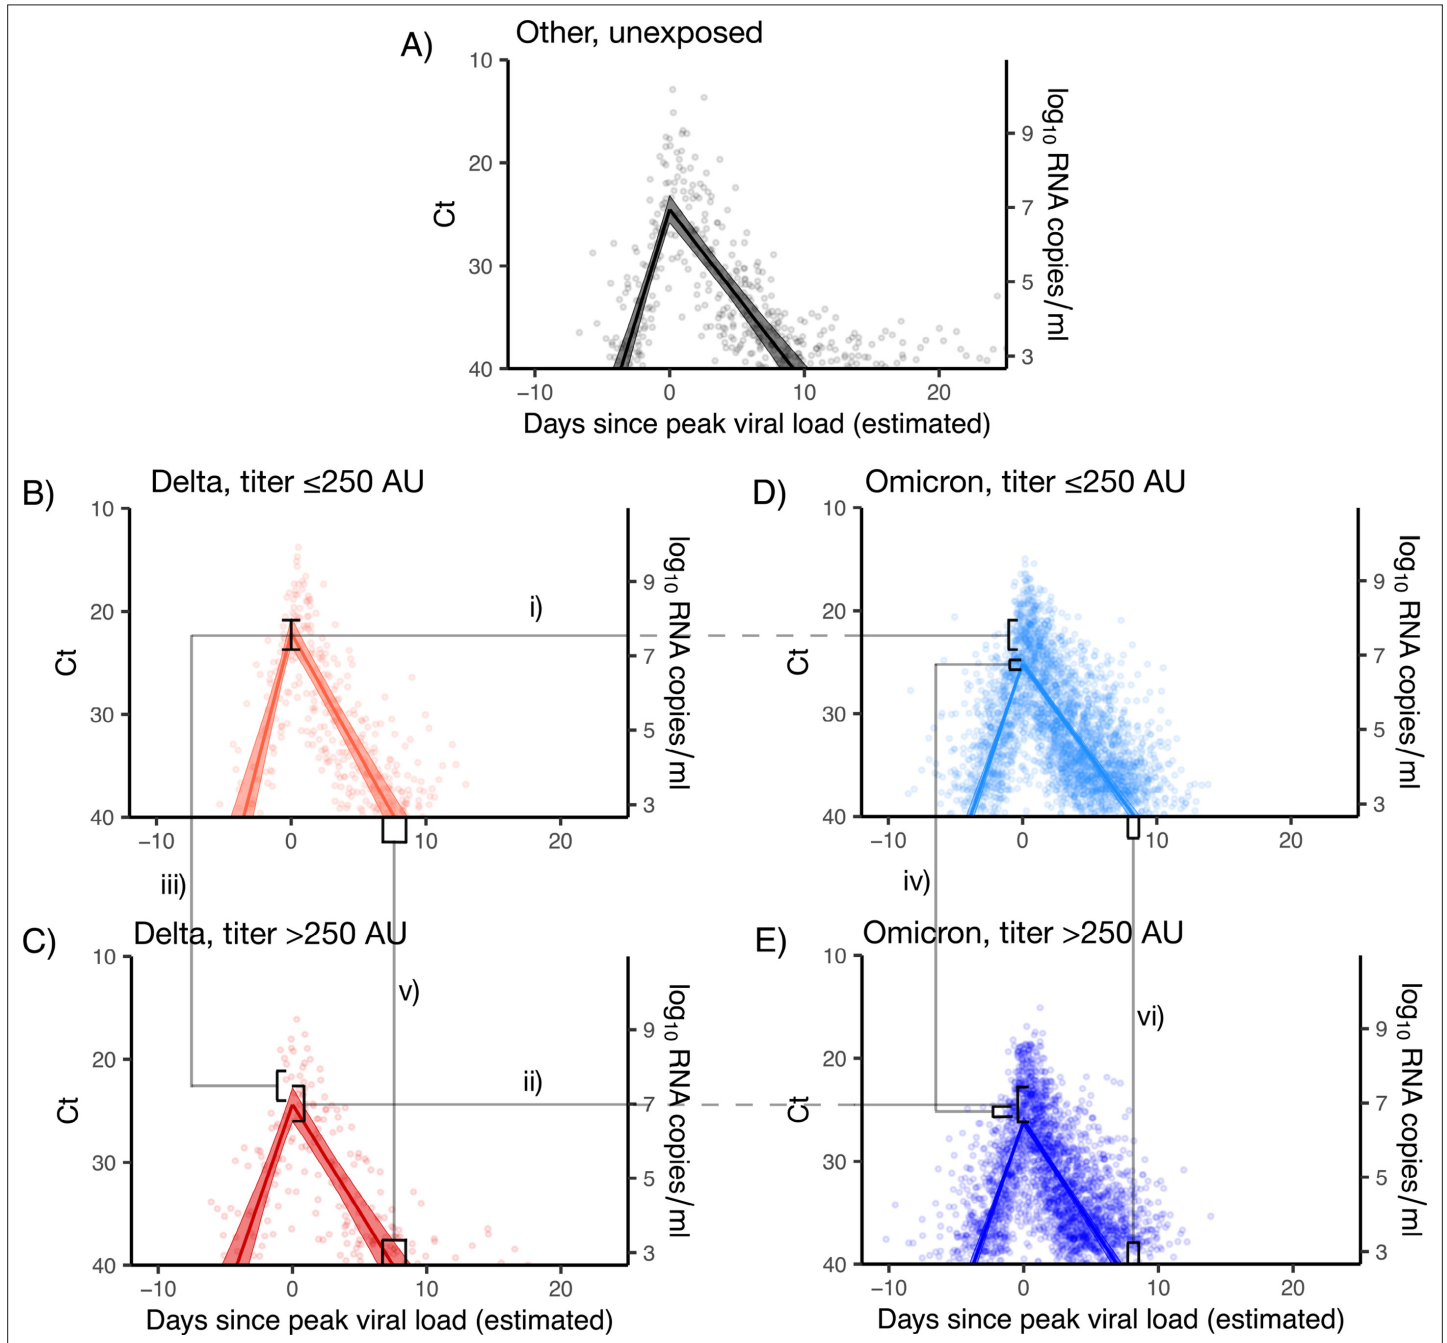 A)
Other, unexposed
10
20
30
40
Ct
9
7
5
3
log10 RNA copies/ml
−10
0
10
20
Days since peak viral load (estimated)
B)
Delta, titer ≤250 AU
10
20
30
40
Ct
9
7
5
3
log10 RNA copies/ml
−10
0
10
20
i)
D)
Omicron, titer ≤250 AU
10
20
30
40
Ct
9
7
5
3
log10 RNA copies/ml
−10
0
10
20
iii)
iv)
C)
Delta, titer >250 AU
10
20
30
40
Ct
9
7
5
3
log10 RNA copies/ml
−10
0
10
20
v)
ii)
Days since peak viral load (estimated)
E)
Omicron, titer >250 AU
10
20
30
40
Ct
9
7
5
3
log10 RNA copies/ml
−10
0
10
20
vi)
Days since peak viral load (estimated)